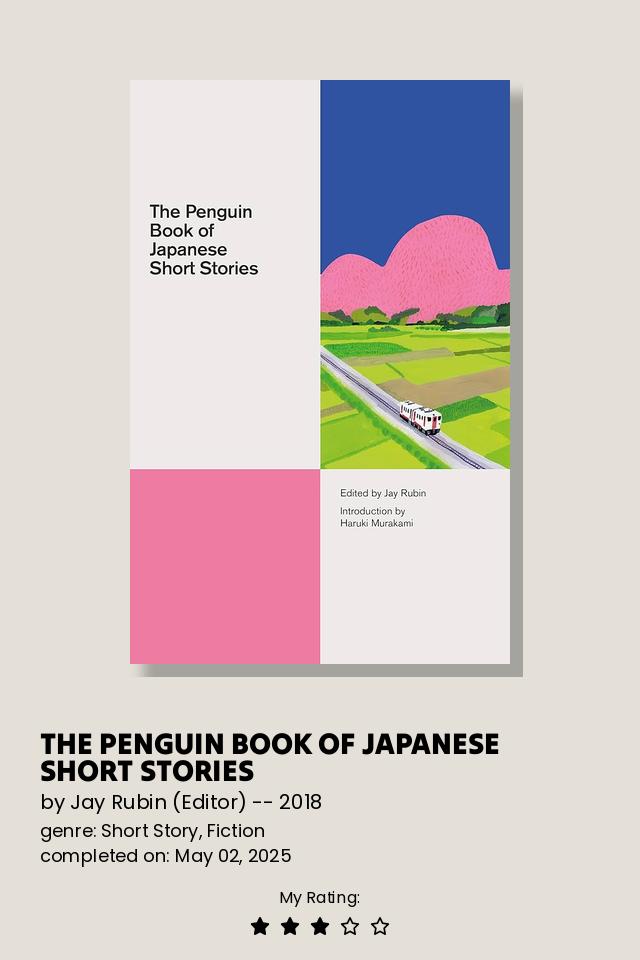 The Penguin
Book of
Japanese
Short Stories
Edited by Jay Rubin
Introduction by
Haruki Murakami
THE PENGUIN BOOK OF JAPANESE
SHORT STORIES
by Jay Rubin (Editor) -- 2018
genre: Short Story, Fiction
completed on: May 02, 2025
My Rating: